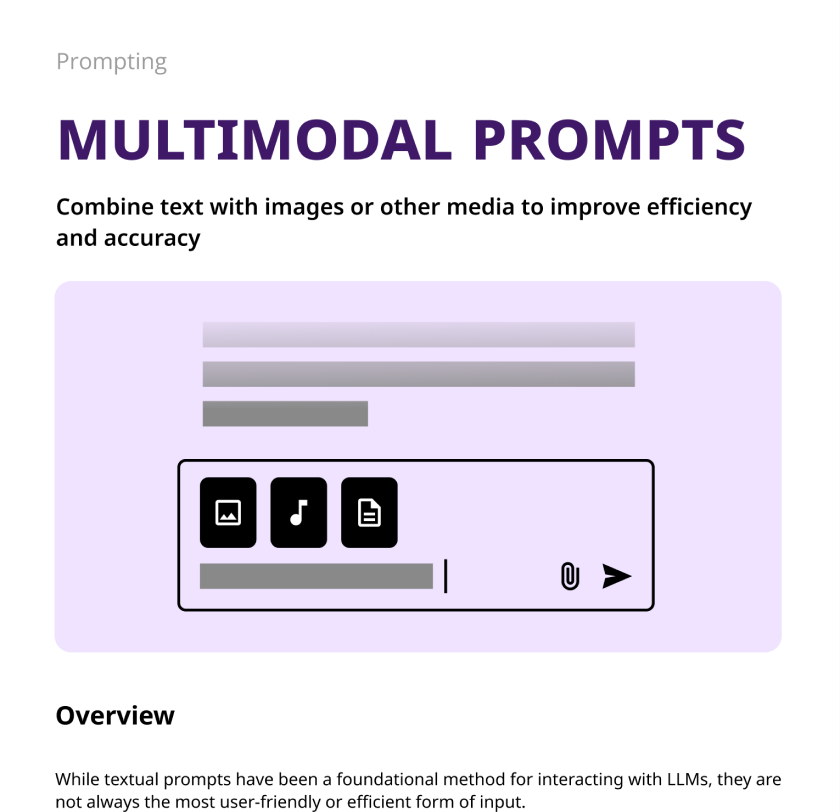 Prompting
MULTIMODAL PROMPTS
Combine text with images or other media to improve efficiency
and accuracy
Overview
While textual prompts have been a foundational method for interacting with LLMs, they are
not always the most user-friendly or efficient form of input.